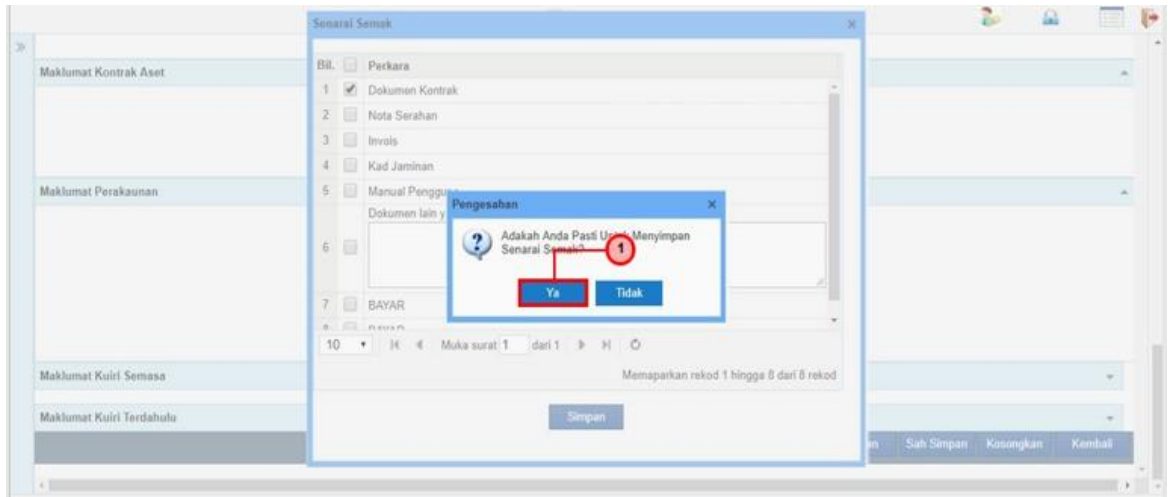 Senarai Semak
Maklumat Kontrak Aset
Bil. Perkara
1 Dokumen Kontrak
2 Nota Serahan
3 Invois
4 Kad Jaminan
Maklumat Perakaunan
5 Manual Pengguna
Dokumen lain y
6
Pengesahan
Adakah Anda Pasti Untuk Menyimpan
Senarai Semak?
1
Ya Tidak
7 BAYAR
8 BAYAR
10 Muka surat 1 dari 1
Memaparkan rekod 1 hingga 8 dari 8 rekod
Maklumat Kuiri Semasa
Simpan
Maklumat Kuiri Terdahulu
Sah Simpan Kosongkan Kembali